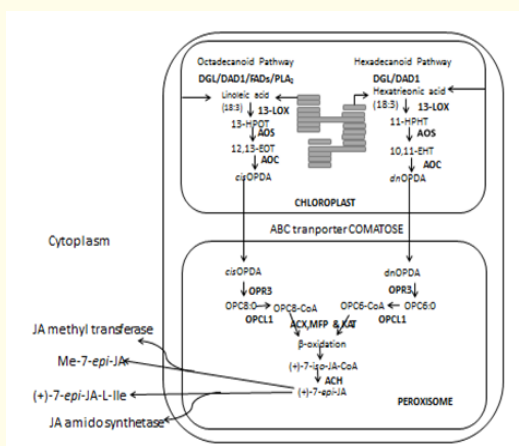 Octadecanoid Pathway
DGL/DAD1/FADs/PLA₁
Linoleic acid
(18:3)
13-LOX
13-HPOT
AOS
12,13-EOT
AOC
cisOPDA
Hexadecanoid Pathway
DGL/DAD1
Hexatrieonic acid
(18:3)
13-LOX
11-HPHT
AOS
10,11-EHT
AOC
dnOPDA
CHLOROPLAST
ABC tranporter COMATOSE
Cytoplasm
cisOPDA
OPR3
OPC8:0
OPC8-CoA
OPCL1
dnOPDA
OPR3
OPC6-CoA
OPC6:0
OPCL1
ACX,MFP & KAT
β-oxidation
(+)-7-iso-JA-CoA
ACH
(+)-7-epi-JA
PEROXISOME
JA methyl transferase
Me-7-epi-JA
(+)-7-epi-JA-L-Ile
JA amido synthetase